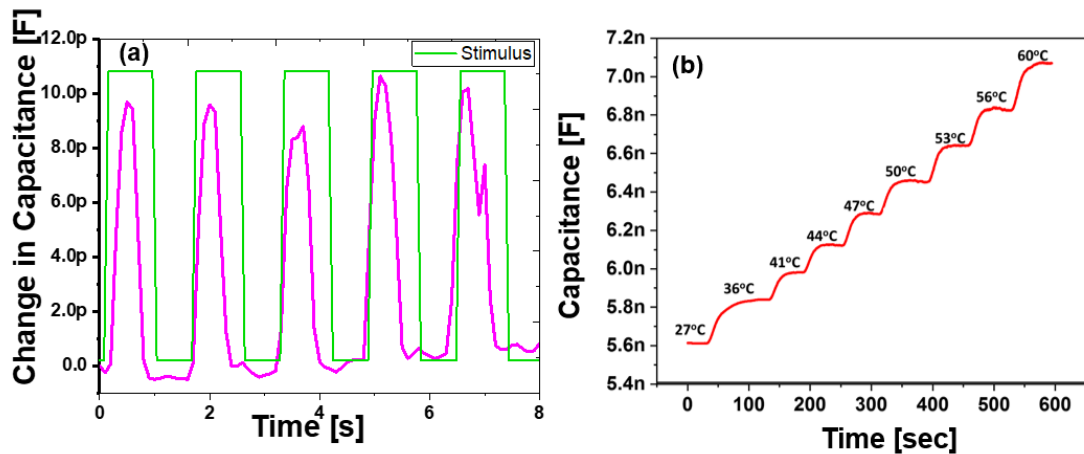 (a)
Stimulus
Change in Capacitance [F]
12.0p
10.0p
8.0p
6.0p
4.0p
2.0p
0.0
0 2 4 6 8
Time [s]
(b)
Capacitance [F]
7.2n
7.0n
6.8n
6.6n
6.4n
6.2n
6.0n
5.8n
5.6n
5.4n
27°C
36°C
41°C
44°C
47°C
50°C
53°C
56°C
60°C
0 100 200 300 400 500 600
Time [sec]